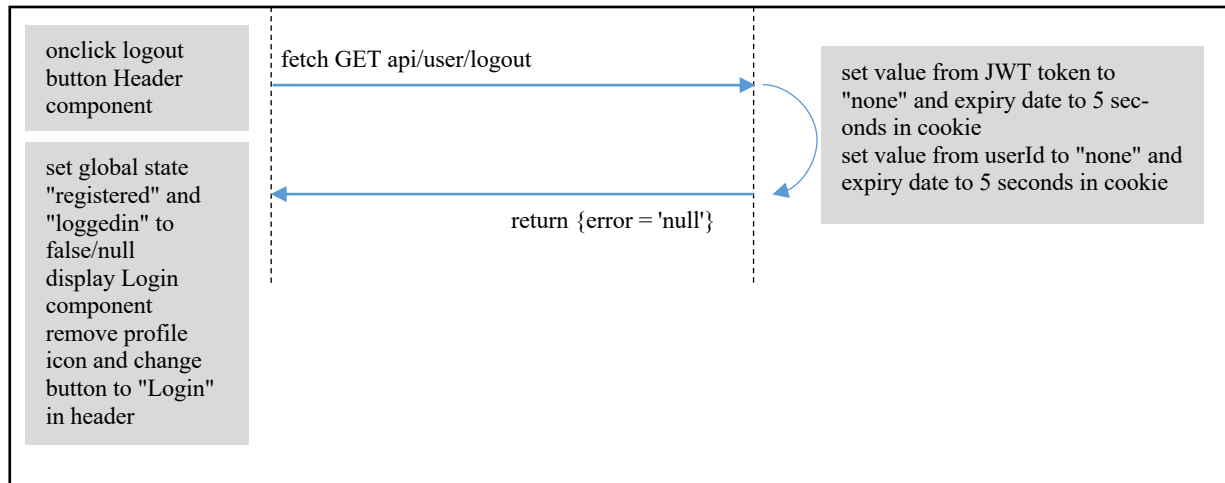 onclick logout
button Header
component
fetch GET api/user/logout
set value from JWT token to
"none" and expiry date to 5 sec-
onds in cookie
set value from userId to "none" and
expiry date to 5 seconds in cookie
set global state
"registered" and
"loggedin" to
false/null
display Login
component
remove profile
icon and change
button to "Login"
in header
return {error = 'null'}